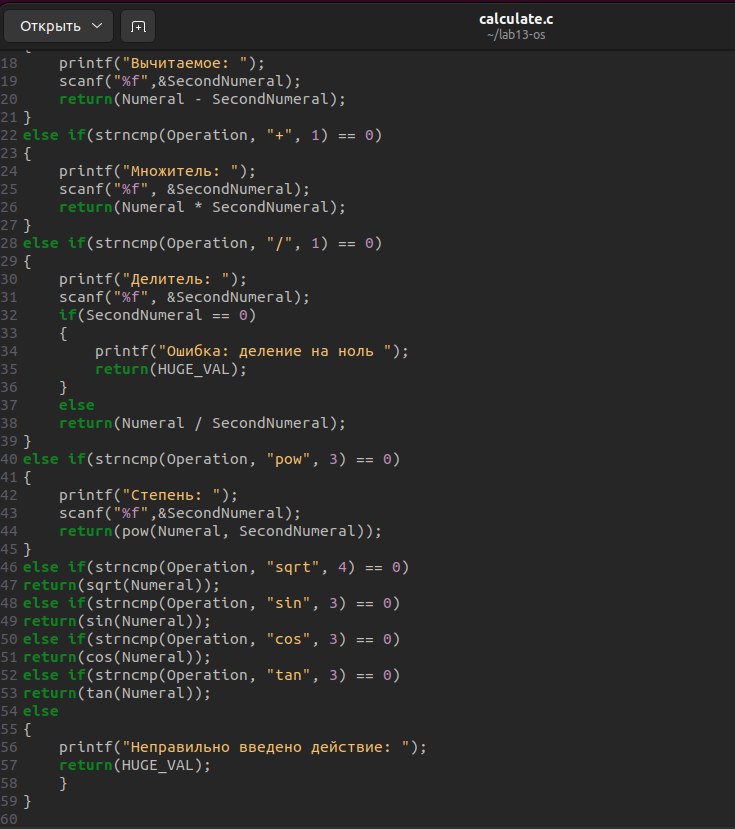 Открыть
calculate.c
~/lab13-os
{
18     printf("Вычитаемое: ");
19     scanf("%f",&SecondNumeral);
20     return(Numeral - SecondNumeral);
21 }
22 else if(strncmp(Operation, "+", 1) == 0)
23 {
24     printf("Множитель: ");
25     scanf("%f", &SecondNumeral);
26     return(Numeral * SecondNumeral);
27 }
28 else if(strncmp(Operation, "/", 1) == 0)
29 {
30     printf("Делитель: ");
31     scanf("%f", &SecondNumeral);
32     if(SecondNumeral == 0)
33     {
34         printf("Ошибка: деление на ноль ");
35         return(HUGE_VAL);
36     }
37     else
38     return(Numeral / SecondNumeral);
39 }
40 else if(strncmp(Operation, "pow", 3) == 0)
41 {
42     printf("Степень: ");
43     scanf("%f",&SecondNumeral);
44     return(pow(Numeral, SecondNumeral));
45 }
46 else if(strncmp(Operation, "sqrt", 4) == 0)
47 return(sqrt(Numeral));
48 else if(strncmp(Operation, "sin", 3) == 0)
49 return(sin(Numeral));
50 else if(strncmp(Operation, "cos", 3) == 0)
51 return(cos(Numeral));
52 else if(strncmp(Operation, "tan", 3) == 0)
53 return(tan(Numeral));
54 else
55 {
56     printf("Неправильно введено действие: ");
57     return(HUGE_VAL);
58     }
59 }
60